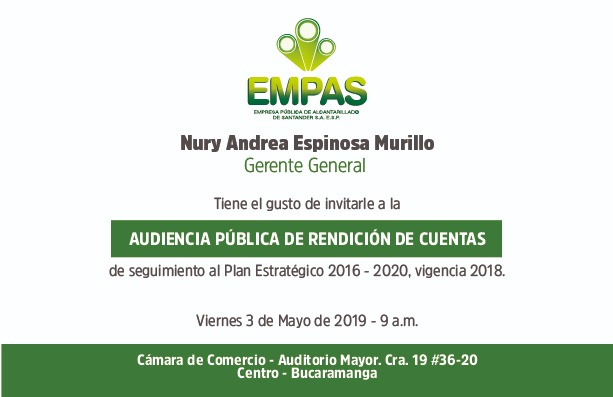 EMPAS
EMPRESA PÚBLICA DE ALCANTARILLADO
DE SANTANDER S.A. E.S.P.
Nury Andrea Espinosa Murillo
Gerente General
Tiene el gusto de invitarle a la
AUDIENCIA PÚBLICA DE RENDICIÓN DE CUENTAS
de seguimiento al Plan Estratégico 2016 - 2020, vigencia 2018.
Viernes 3 de Mayo de 2019 - 9 a.m.
Cámara de Comercio - Auditorio Mayor. Cra. 19 #36-20
Centro - Bucaramanga